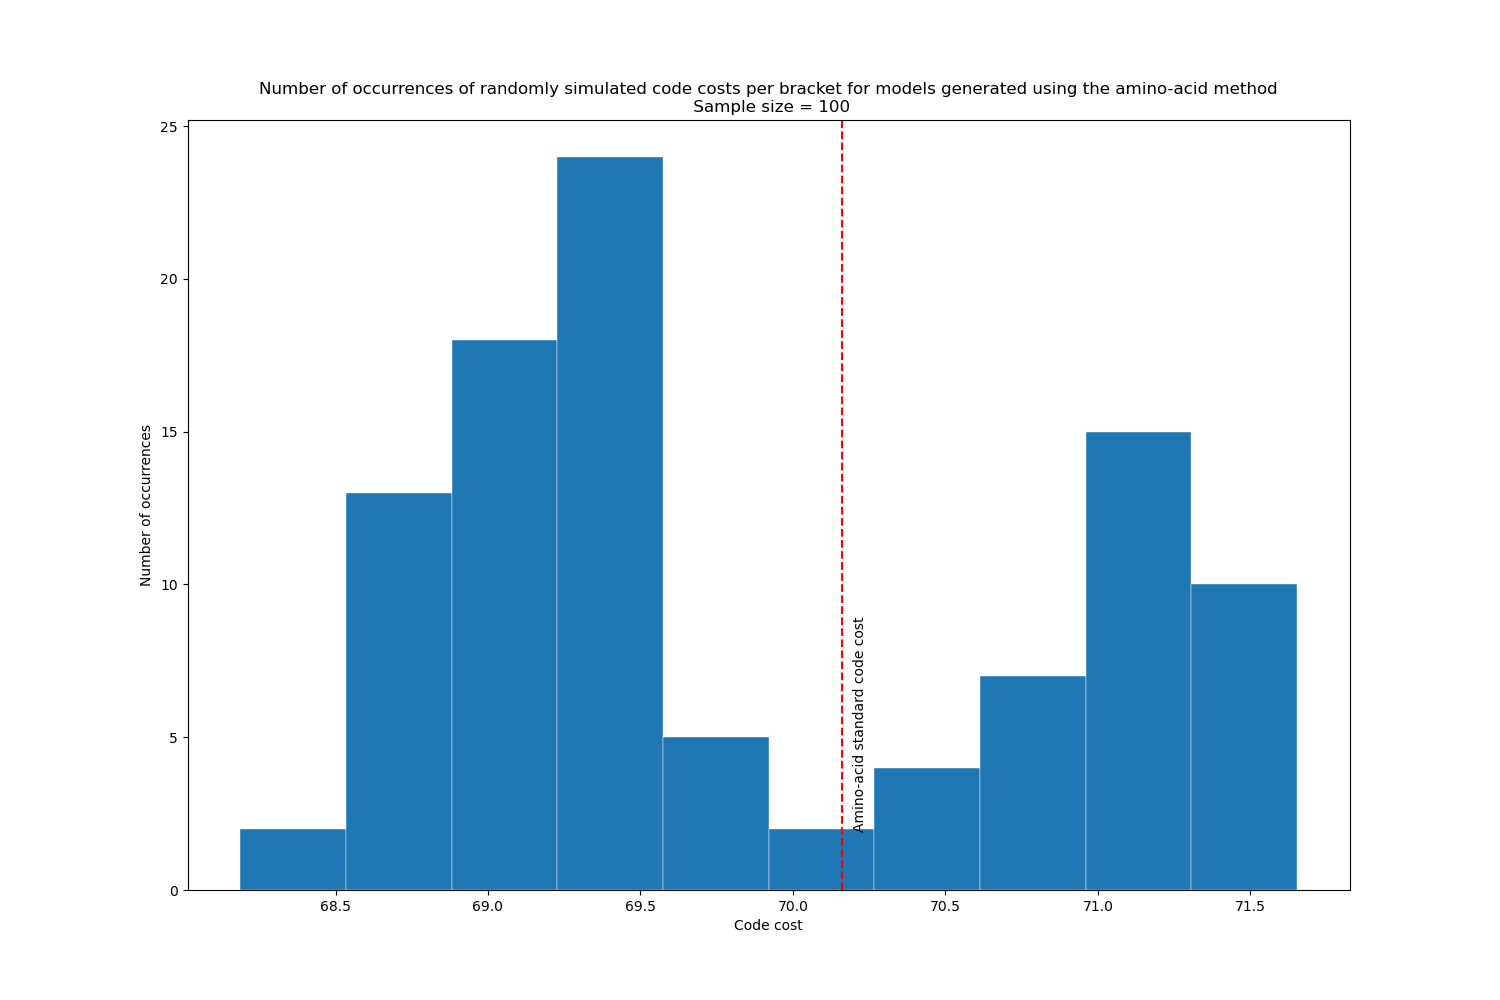 Number of occurrences of randomly simulated code costs per bracket for models generated using the amino-acid method
Sample size = 100
25
20
15
10
5
0
Number of occurrences
Amino-acid standard code cost
68.5
69.0
69.5
70.0
70.5
71.0
71.5
Code cost